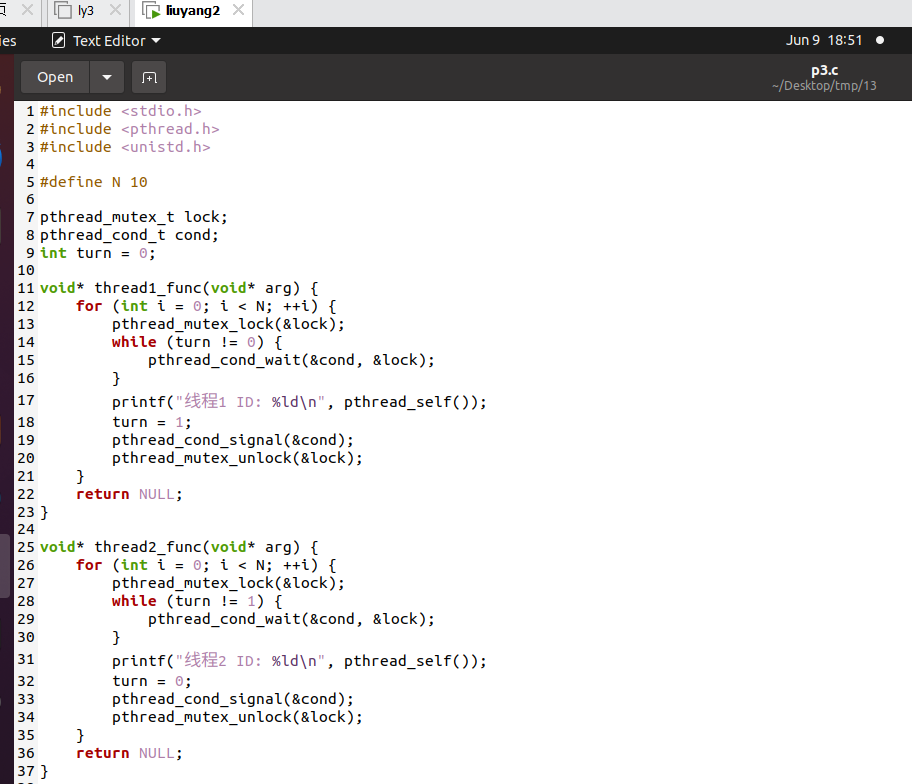 ly3
liuyang2
ies
Text Editor
Jun 9 18:51
Open
p3.c
~/Desktop/tmp/13
1 #include <stdio.h>
2 #include <pthread.h>
3 #include <unistd.h>
4
5 #define N 10
6
7 pthread_mutex_t lock;
8 pthread_cond_t cond;
9 int turn = 0;
10
11 void* thread1_func(void* arg) {
12     for (int i = 0; i < N; ++i) {
13         pthread_mutex_lock(&lock);
14         while (turn != 0) {
15             pthread_cond_wait(&cond, &lock);
16         }
17         printf("线程1 ID: %ld\n", pthread_self());
18         turn = 1;
19         pthread_cond_signal(&cond);
20         pthread_mutex_unlock(&lock);
21     }
22     return NULL;
23 }
24
25 void* thread2_func(void* arg) {
26     for (int i = 0; i < N; ++i) {
27         pthread_mutex_lock(&lock);
28         while (turn != 1) {
29             pthread_cond_wait(&cond, &lock);
30         }
31         printf("线程2 ID: %ld\n", pthread_self());
32         turn = 0;
33         pthread_cond_signal(&cond);
34         pthread_mutex_unlock(&lock);
35     }
36     return NULL;
37 }